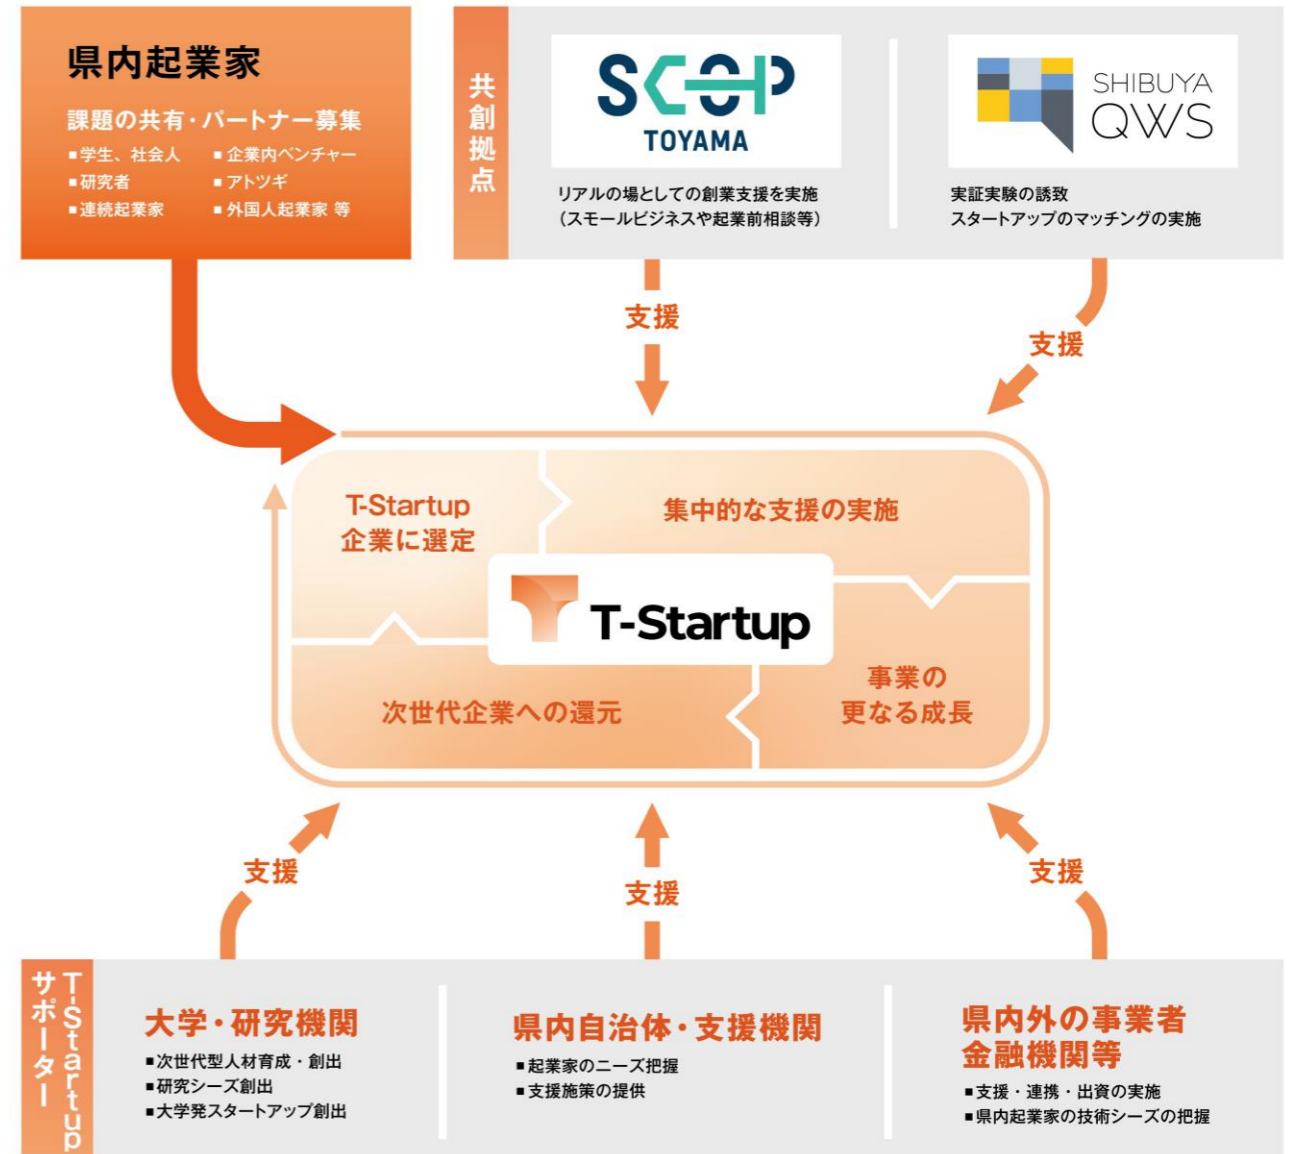 県内起業家
課題の共有・パートナー募集
■学生、社会人
■企業内ベンチャー
■研究者
■アトツギ
■連続起業家
■外国人起業家 等
共創拠点
SCOP
TOYAMA
リアルの場としての創業支援を実施
（スモールビジネスや起業前相談等）
SHIBUYA
QWS
実証実験の誘致
スタートアップのマッチングの実施
支援
支援
T-Startup
企業に選定
集中的な支援の実施
T-Startup
次世代企業への還元
事業の
更なる成長
支援
支援
支援
T-Startup
サポーター
大学・研究機関
■次世代型人材育成・創出
■研究シーズ創出
■大学発スタートアップ創出
県内自治体・支援機関
■起業家のニーズ把握
■支援施策の提供
県内外の事業者
金融機関等
■支援・連携・出資の実施
■県内起業家の技術シーズの把握